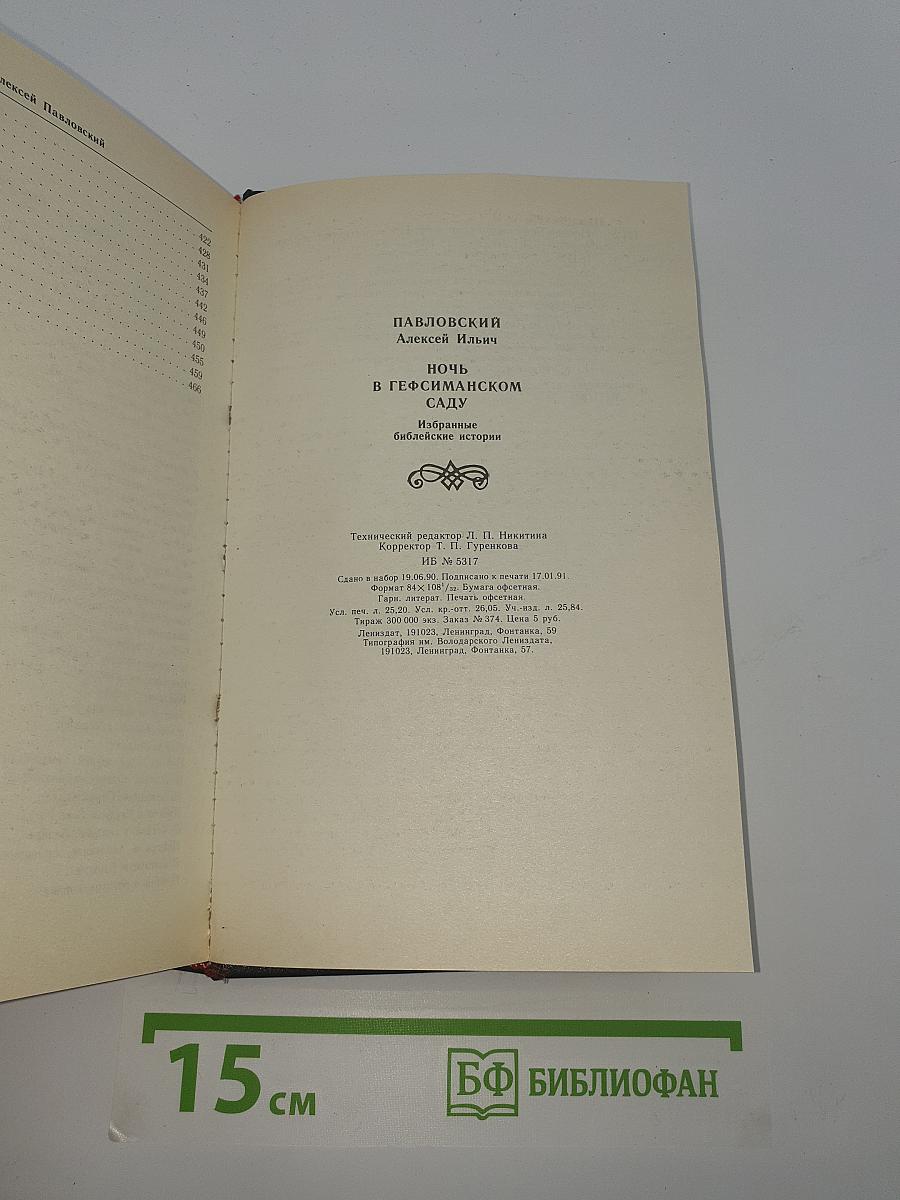 Алексей Павловский
422
428
431
434
437
442
446
449
450
455
459
466
ПАВЛОВСКИЙ
Алексей Ильич
НОЧЬ
В ГЕФСИМАНСКОМ
САДУ
Избранные
библейские истории
Технический редактор Л. П. Никитина
Корректор Т. П. Гуренкова
ИБ № 5317
Сдано в набор 19.06.90. Подписано к печати 17.01.91.
Формат 84×108¹/₃₂. Бумага офсетная.
Гарн. литерат. Печать офсетная.
Усл. печ. л. 25,20. Усл. кр.-отт. 26,05. Уч.-изд. л. 25,84.
Тираж 300 000 экз. Заказ № 374. Цена 5 руб.
Лениздат, 191023, Ленинград, Фонтанка, 59
Типография им. Володарского Лениздата,
191023, Ленинград, Фонтанка, 57.
15 см
БФ БИБЛИОФАН